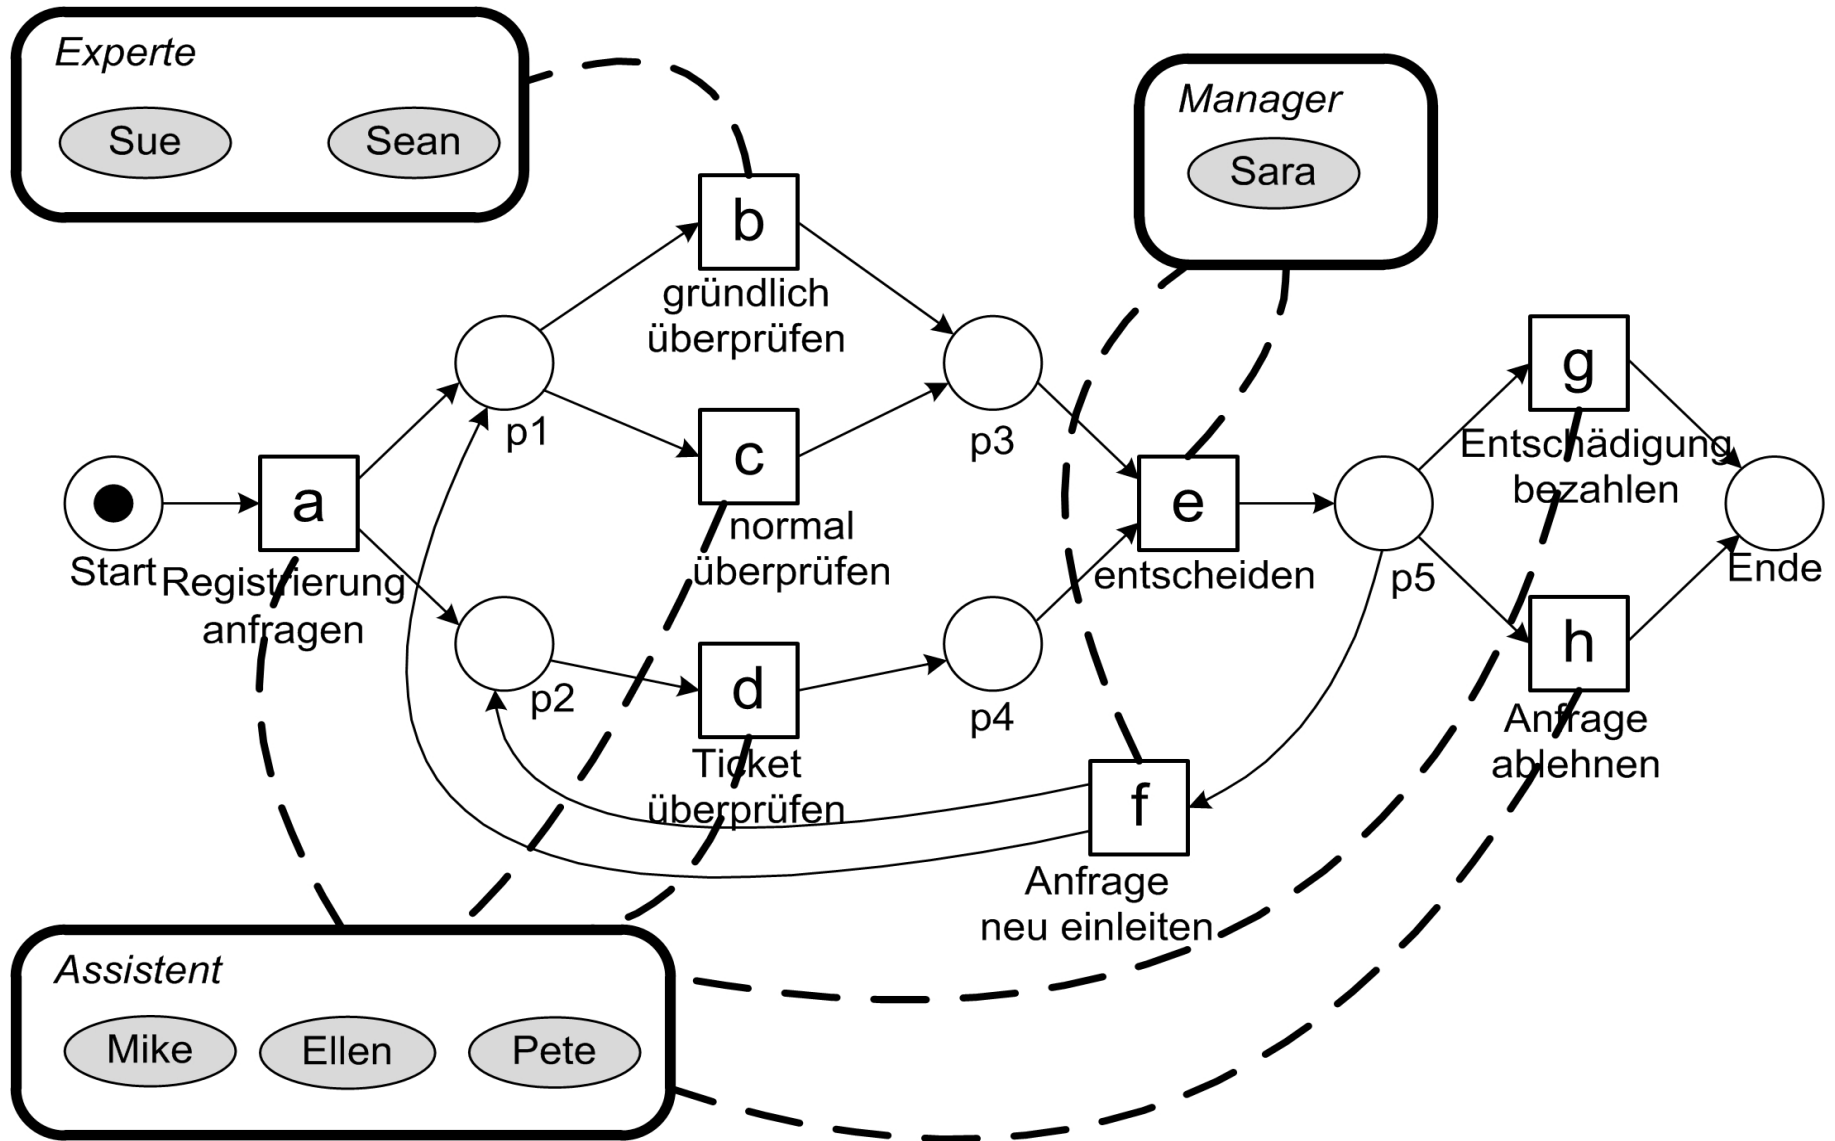 Experte
Sue
Sean
Manager
Sara
b
gründlich
überprüfen
p1
c
normal
überprüfen
p3
g
Entschädigung
bezahlen
Start
a
Registrierung
anfragen
e
entscheiden
p5
Ende
p2
d
Ticket
überprüfen
p4
h
Anfrage
ablehnen
f
Anfrage
neu einleiten
Assistent
Mike
Ellen
Pete